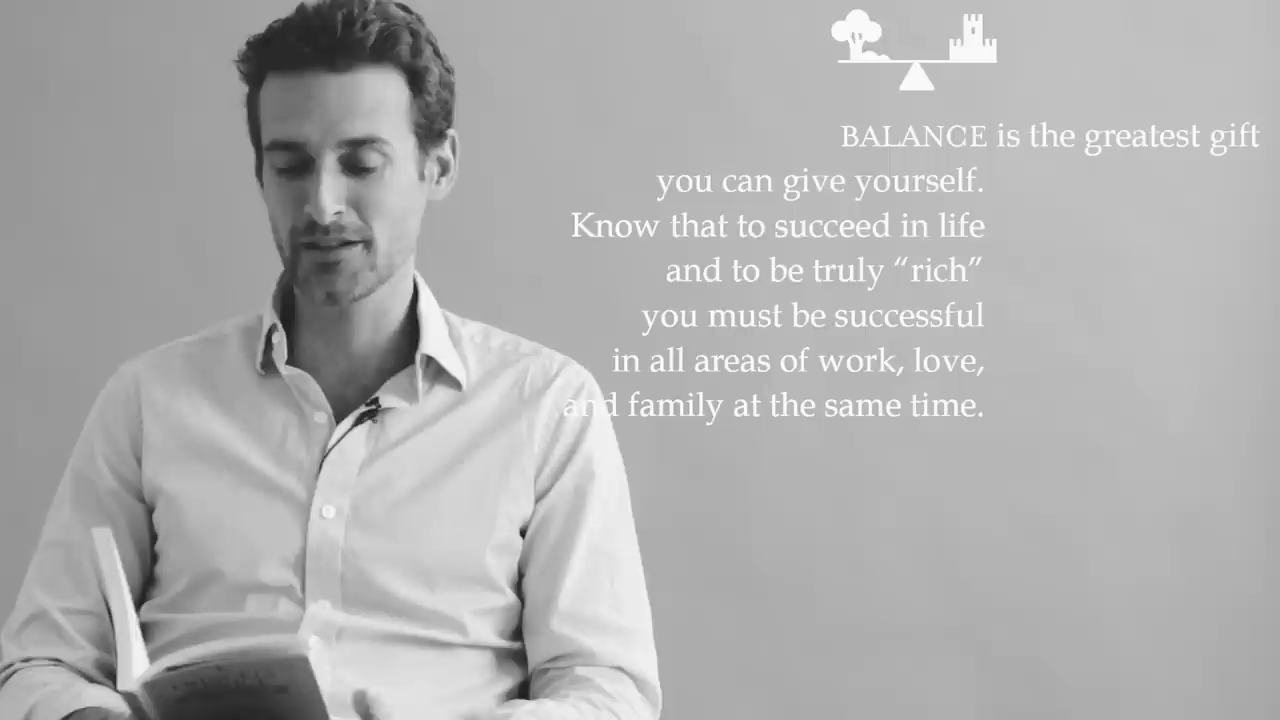 BALANCE is the greatest gift
you can give yourself.
Know that to succeed in life
and to be truly “rich”
you must be successful
in all areas of work, love,
and family at the same time.